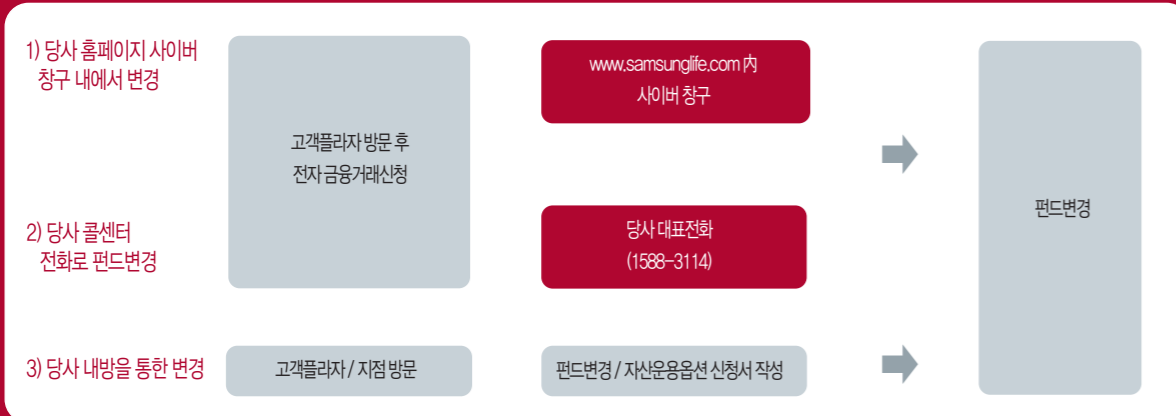 1) 당사 홈페이지 사이버
창구 내에서 변경
고객플라자 방문 후
전자 금융거래신청
www.samsunglife.com 內
사이버 창구
2) 당사 콜센터
전화로 펀드변경
당사 대표전화
(1588-3114)
펀드변경
3) 당사 내방을 통한 변경
고객플라자 / 지점 방문
펀드변경 / 자산운용옵션 신청서 작성